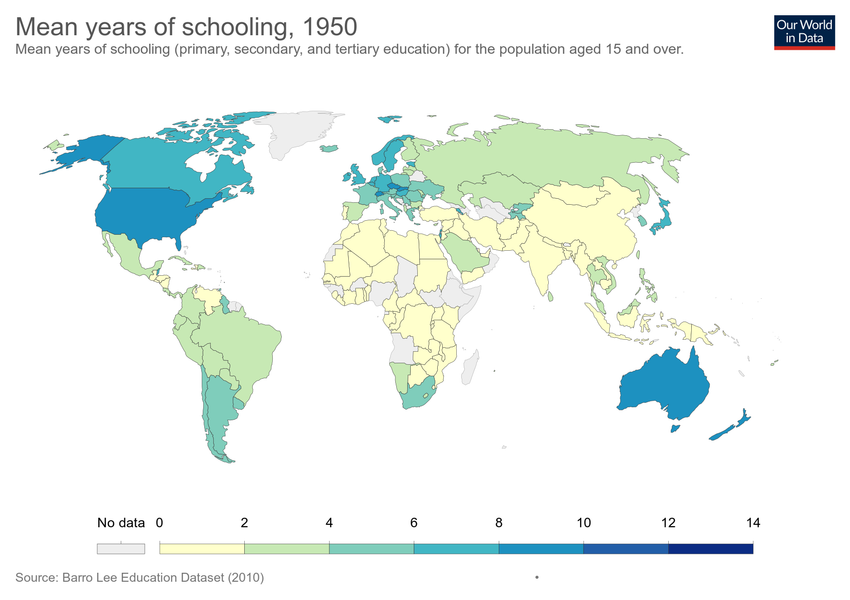 Mean years of schooling, 1950
Mean years of schooling (primary, secondary, and tertiary education) for the population aged 15 and over.
Our World
in Data
No data 0 2 4 6 8 10 12 14
Source: Barro Lee Education Dataset (2010)